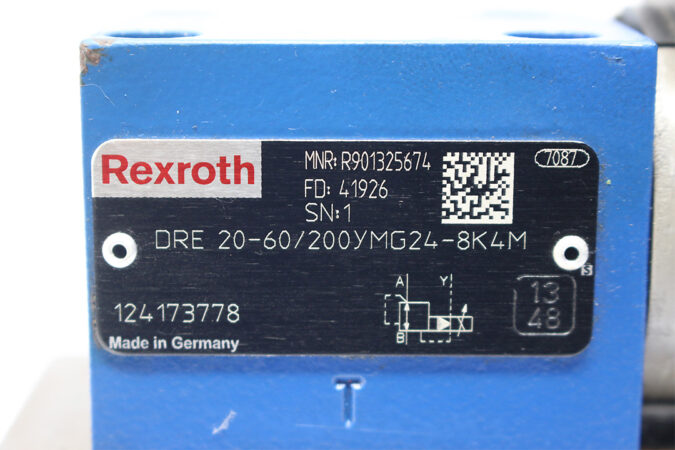 Rexroth
MNR: R901325674
7087
FD: 41926
SN: 1
DRE 20-60/200YMG24-8K4M
S
A Y
124173778
B
13
48
Made in Germany
T